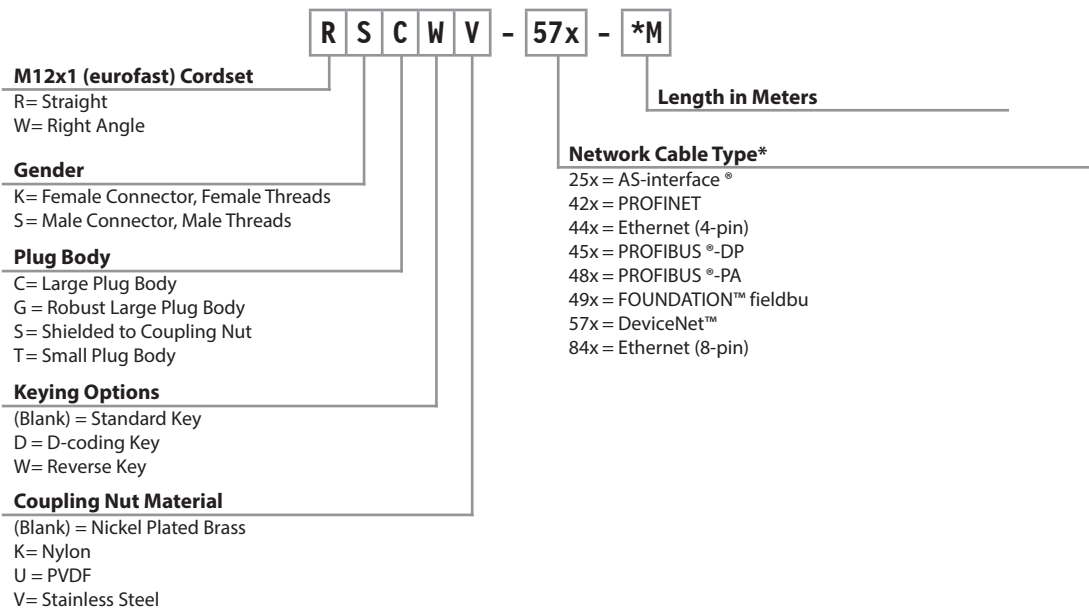 R S C W V - 57x - *M
M12x1 (eurofast) Cordset
R= Straight
W= Right Angle
Gender
K= Female Connector, Female Threads
S= Male Connector, Male Threads
Plug Body
C= Large Plug Body
G = Robust Large Plug Body
S= Shielded to Coupling Nut
T= Small Plug Body
Keying Options
(Blank) = Standard Key
D = D-coding Key
W= Reverse Key
Coupling Nut Material
(Blank) = Nickel Plated Brass
K= Nylon
U = PVDF
V= Stainless Steel
Length in Meters
Network Cable Type*
25x = AS-interface ®
42x = PROFINET
44x = Ethernet (4-pin)
45x = PROFIBUS ®-DP
48x = PROFIBUS ®-PA
49x = FOUNDATION™ fieldbu
57x = DeviceNet™
84x = Ethernet (8-pin)